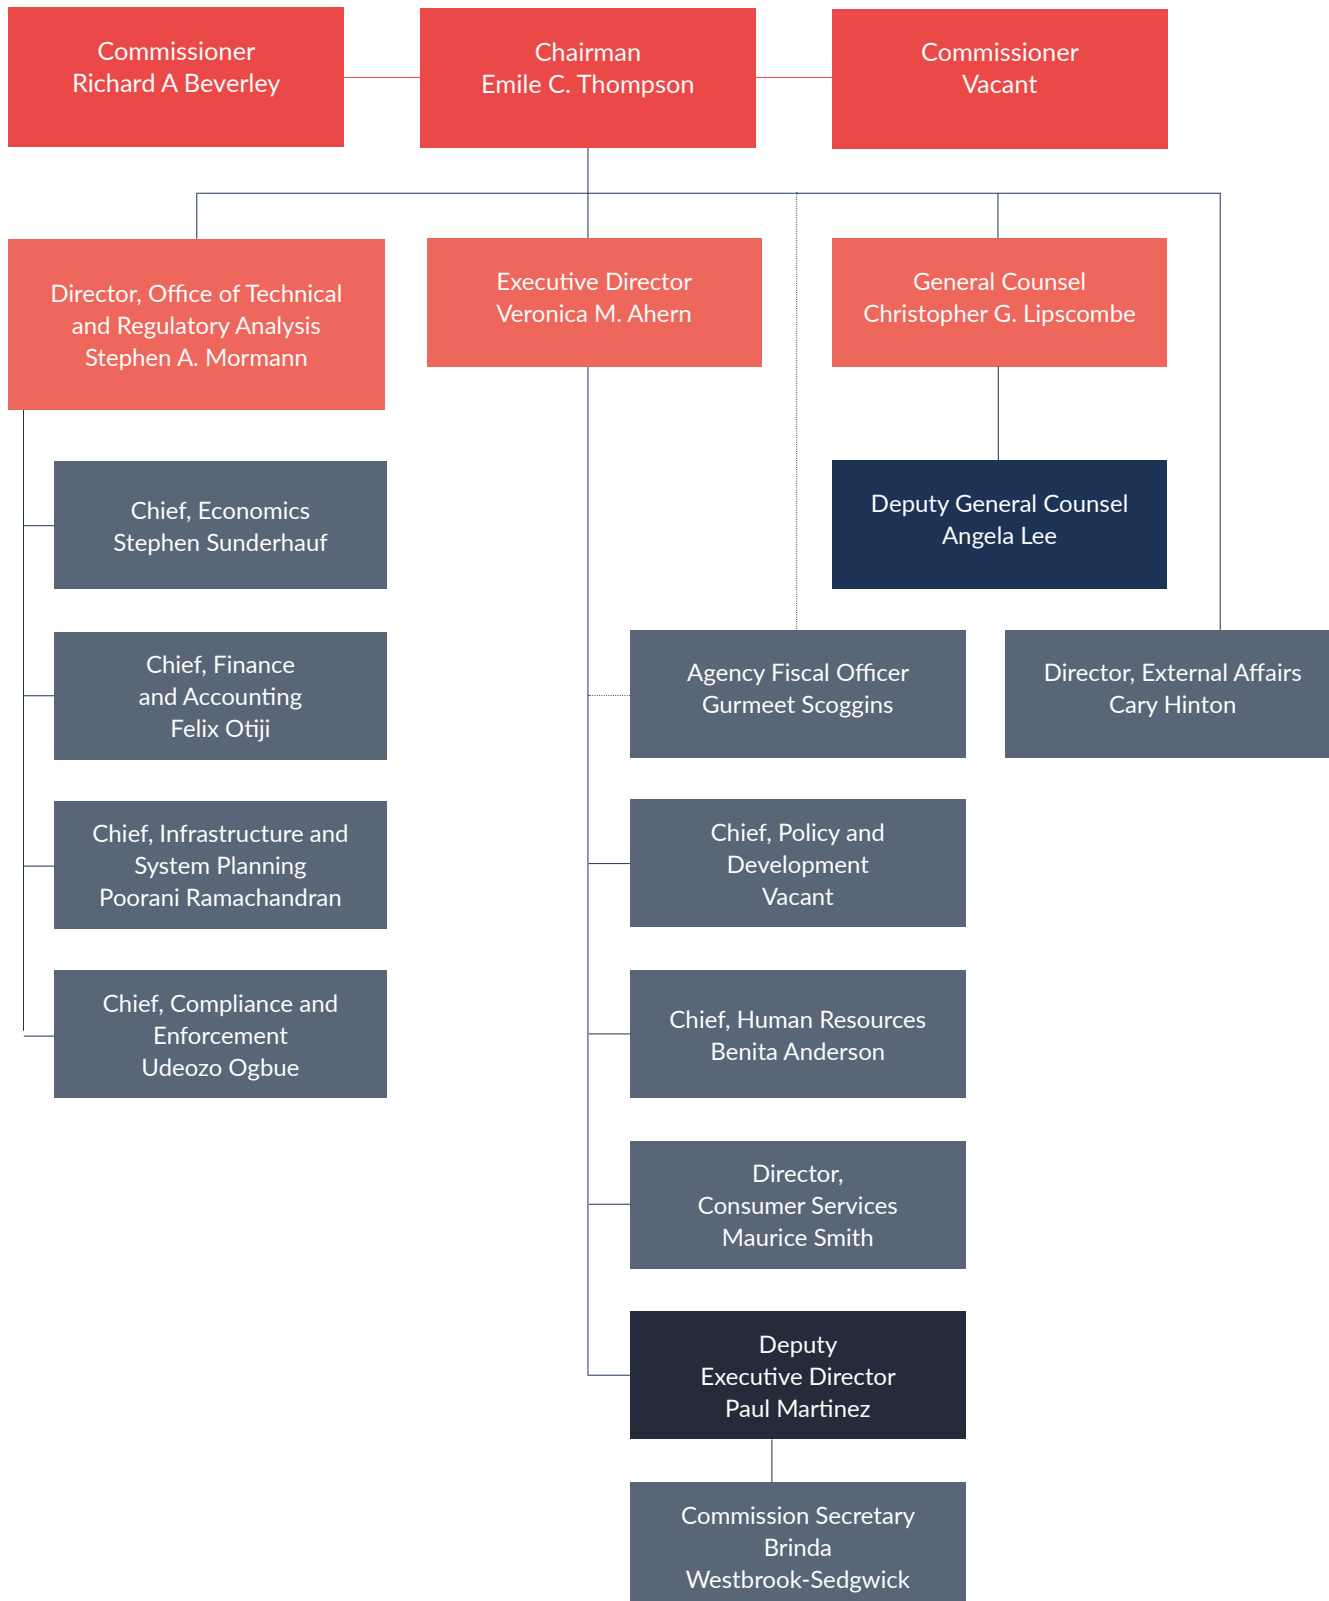 Commissioner
Richard A Beverley
Chairman
Emile C. Thompson
Commissioner
Vacant
Director, Office of Technical
and Regulatory Analysis
Stephen A. Mormann
Executive Director
Veronica M. Ahern
General Counsel
Christopher G. Lipscombe
Chief, Economics
Stephen Sunderhauf
Deputy General Counsel
Angela Lee
Chief, Finance
and Accounting
Felix Otiji
Agency Fiscal Officer
Gurmeet Scoggins
Director, External Affairs
Cary Hinton
Chief, Infrastructure and
System Planning
Poorani Ramachandran
Chief, Policy and
Development
Vacant
Chief, Compliance and
Enforcement
Udeozo Ogbue
Chief, Human Resources
Benita Anderson
Director,
Consumer Services
Maurice Smith
Deputy
Executive Director
Paul Martinez
Commission Secretary
Brinda
Westbrook-Sedgwick